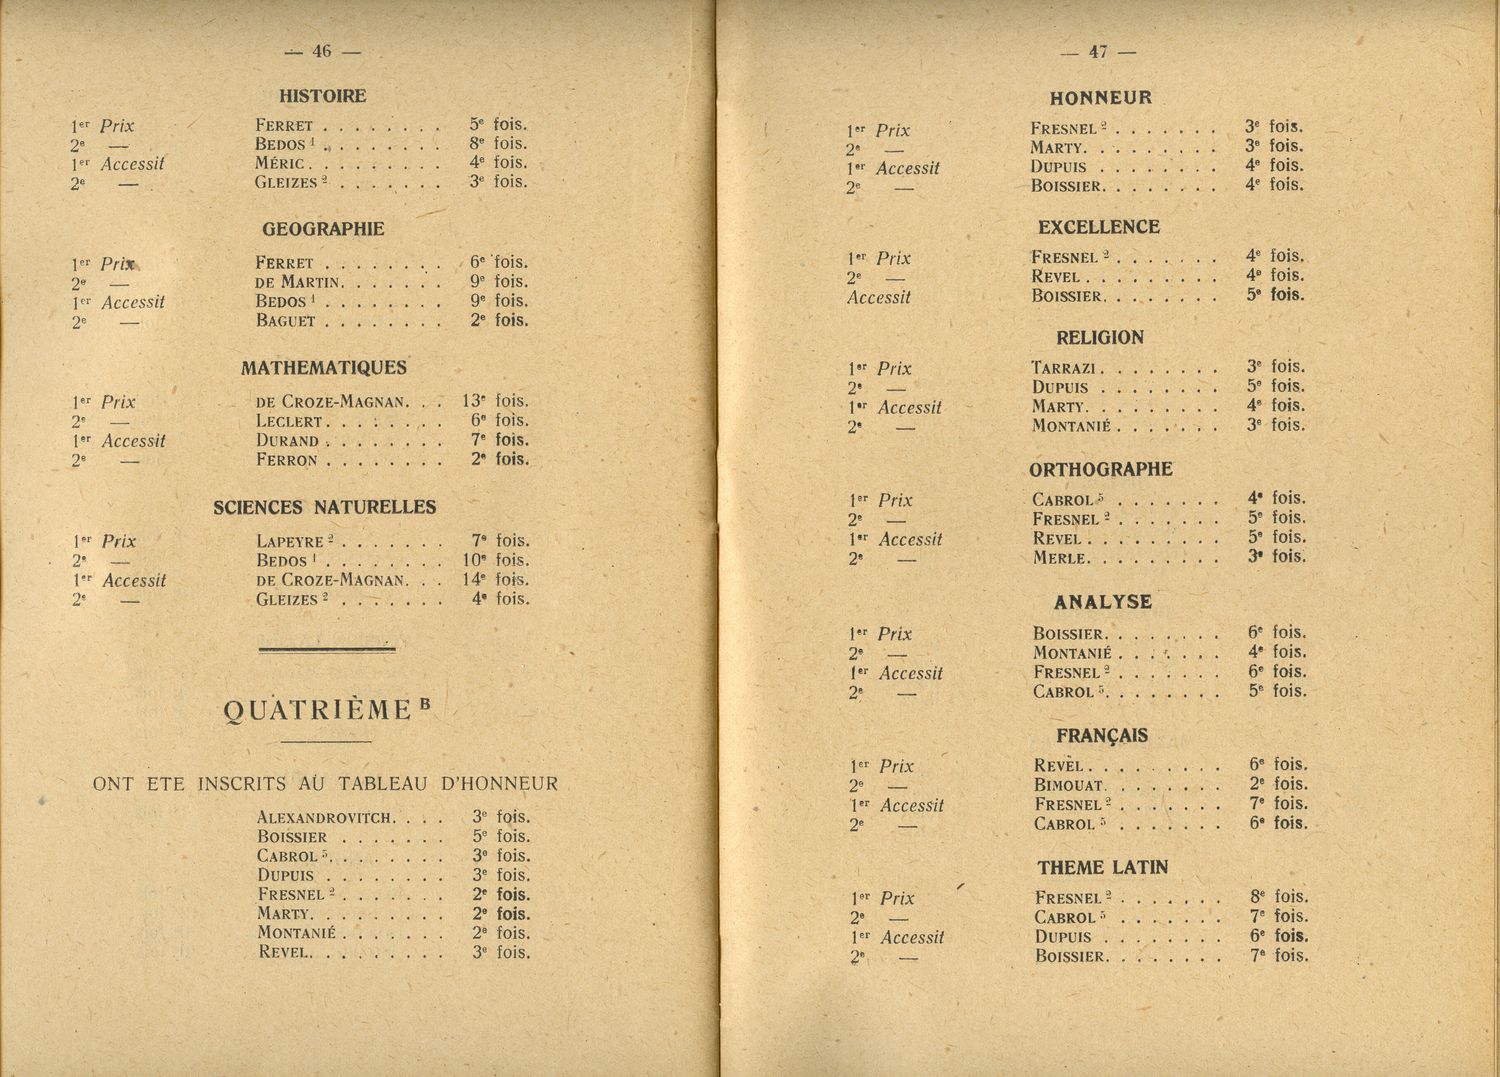 — 46 —
HISTOIRE
1er Prix FERRET . . . . . . . . 5e fois.
2e — BEDOS 1 . . . . . . . . 8e fois.
1er Accessit MÉRIC . . . . . . . . 4e fois.
2e — GLEIZES 2 . . . . . . . 3e fois.
GEOGRAPHIE
1er Prix FERRET . . . . . . . . 6e fois.
2e — DE MARTIN. . . . . . . 9e fois.
1er Accessit BEDOS 1 . . . . . . . . 9e fois.
2e — BAGUET . . . . . . . . 2e fois.
MATHEMATIQUES
1er Prix DE CROZE-MAGNAN. . . 13e fois.
2e — LECLERT. . . . . . . . 6e fois.
1er Accessit DURAND . . . . . . . . 7e fois.
2e — FERRON . . . . . . . . 2e fois.
SCIENCES NATURELLES
1er Prix LAPEYRE 2 . . . . . . . 7e fois.
2e — BEDOS 1 . . . . . . . . 10e fois.
1er Accessit DE CROZE-MAGNAN. . . 14e fois.
2e — GLEIZES 2 . . . . . . . 4e fois.
QUATRIÈME B
ONT ETE INSCRITS AU TABLEAU D'HONNEUR
ALEXANDROVITCH. . . . 3e fois.
BOISSIER . . . . . . . 5e fois.
CABROL 5. . . . . . . . 3e fois.
DUPUIS . . . . . . . . 3e fois.
FRESNEL 2 . . . . . . . 2e fois.
MARTY. . . . . . . . . 2e fois.
MONTANIÉ . . . . . . . 2e fois.
REVEL. . . . . . . . . 3e fois.
— 47 —
HONNEUR
1er Prix FRESNEL 2 . . . . . . . 3e fois.
2e — MARTY. . . . . . . . . 3e fois.
1er Accessit DUPUIS . . . . . . . . 4e fois.
2e — BOISSIER. . . . . . . . 4e fois.
EXCELLENCE
1er Prix FRESNEL 2 . . . . . . . 4e fois.
2e — REVEL . . . . . . . . . 4e fois.
Accessit BOISSIER. . . . . . . . 5e fois.
RELIGION
1er Prix TARRAZI . . . . . . . . 3e fois.
2e — DUPUIS . . . . . . . . 5e fois.
1er Accessit MARTY. . . . . . . . . 4e fois.
2e — MONTANIÉ . . . . . . . 3e fois.
ORTHOGRAPHE
1er Prix CABROL 5 . . . . . . . 4e fois.
2e — FRESNEL 2 . . . . . . . 5e fois.
1er Accessit REVEL . . . . . . . . . 5e fois.
2e — MERLE. . . . . . . . . 3e fois.
ANALYSE
1er Prix BOISSIER. . . . . . . . 6e fois.
2e — MONTANIÉ . . . . . . . 4e fois.
1er Accessit FRESNEL 2 . . . . . . . 6e fois.
2e — CABROL 5. . . . . . . . 5e fois.
FRANÇAIS
1er Prix REVEL . . . . . . . . . 6e fois.
2e — BIMOUAT. . . . . . . . 2e fois.
1er Accessit FRESNEL 2 . . . . . . . 7e fois.
2e — CABROL 5 . . . . . . . 6e fois.
THEME LATIN
1er Prix FRESNEL 2 . . . . . . . 8e fois.
2e — CABROL 5 . . . . . . . 7e fois.
1er Accessit DUPUIS . . . . . . . . 6e fois.
2e — BOISSIER. . . . . . . . 7e fois.